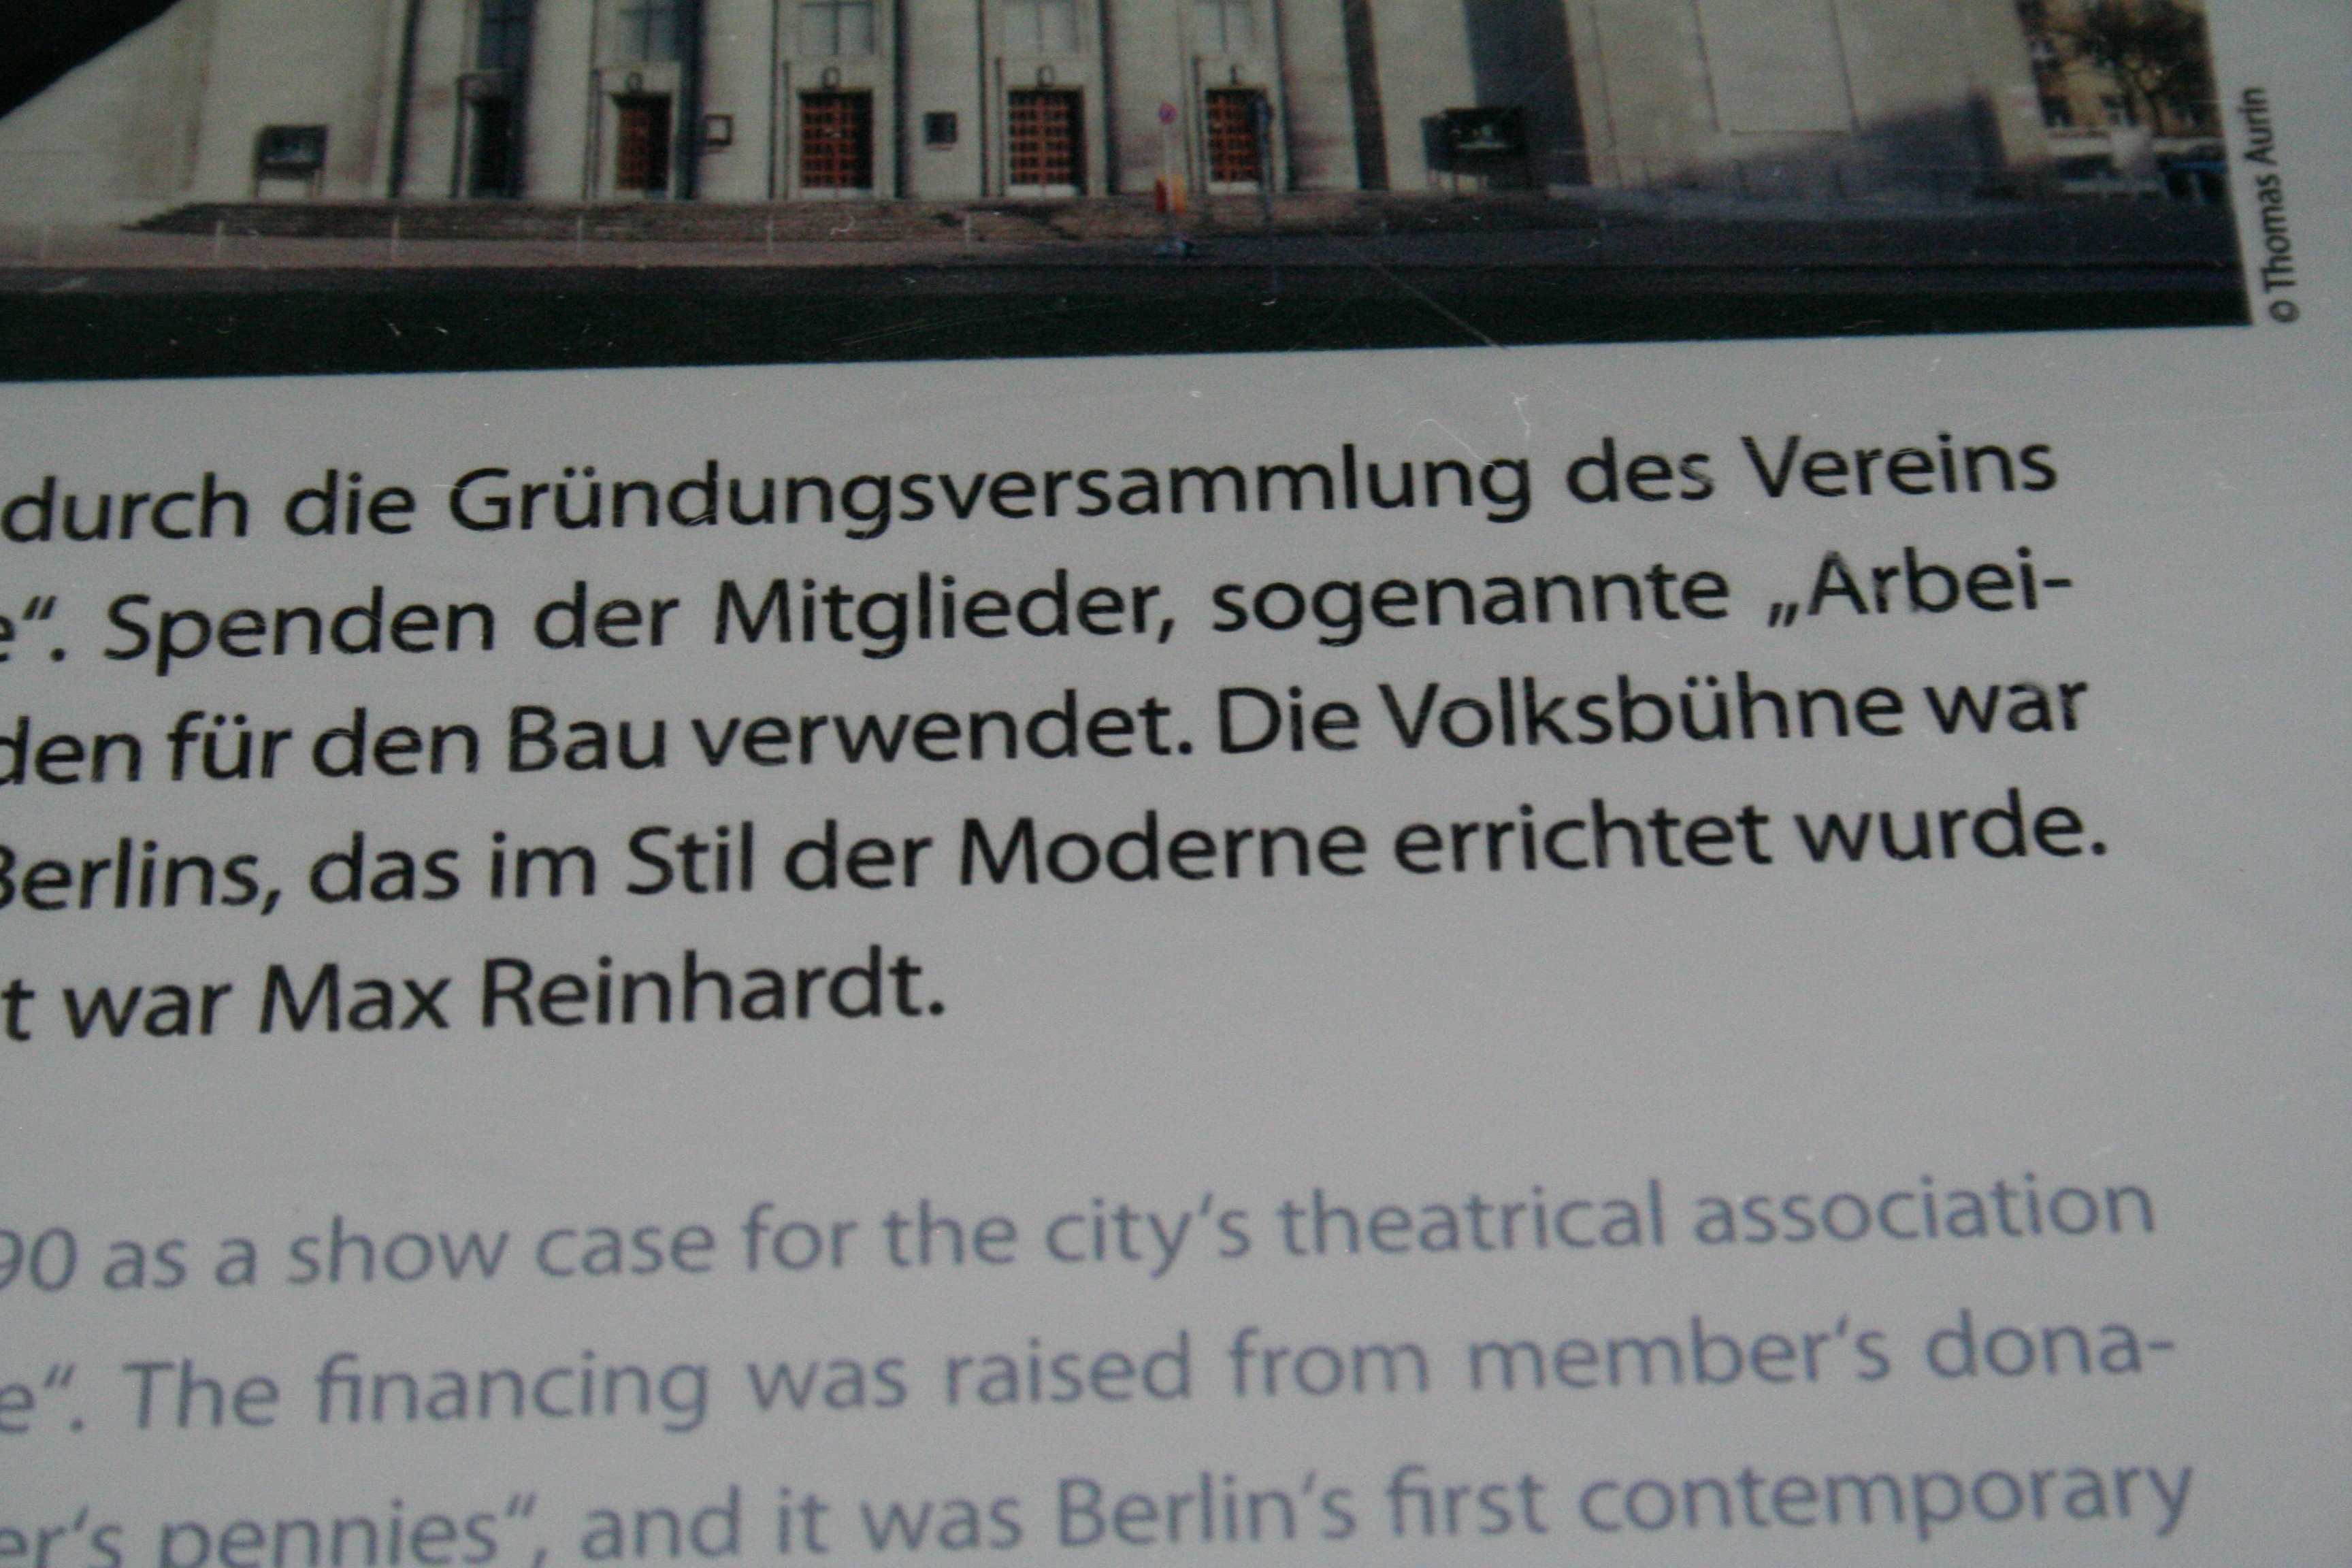 © Thomas Aurin
durch die Gründungsversammlung des Vereins
e“. Spenden der Mitglieder, sogenannte „Arbei-
den für den Bau verwendet. Die Volksbühne war
Berlins, das im Stil der Moderne errichtet wurde.
t war Max Reinhardt.
90 as a show case for the city‘s theatrical association
e“. The financing was raised from member‘s dona-
er‘s pennies“, and it was Berlin‘s first contemporary